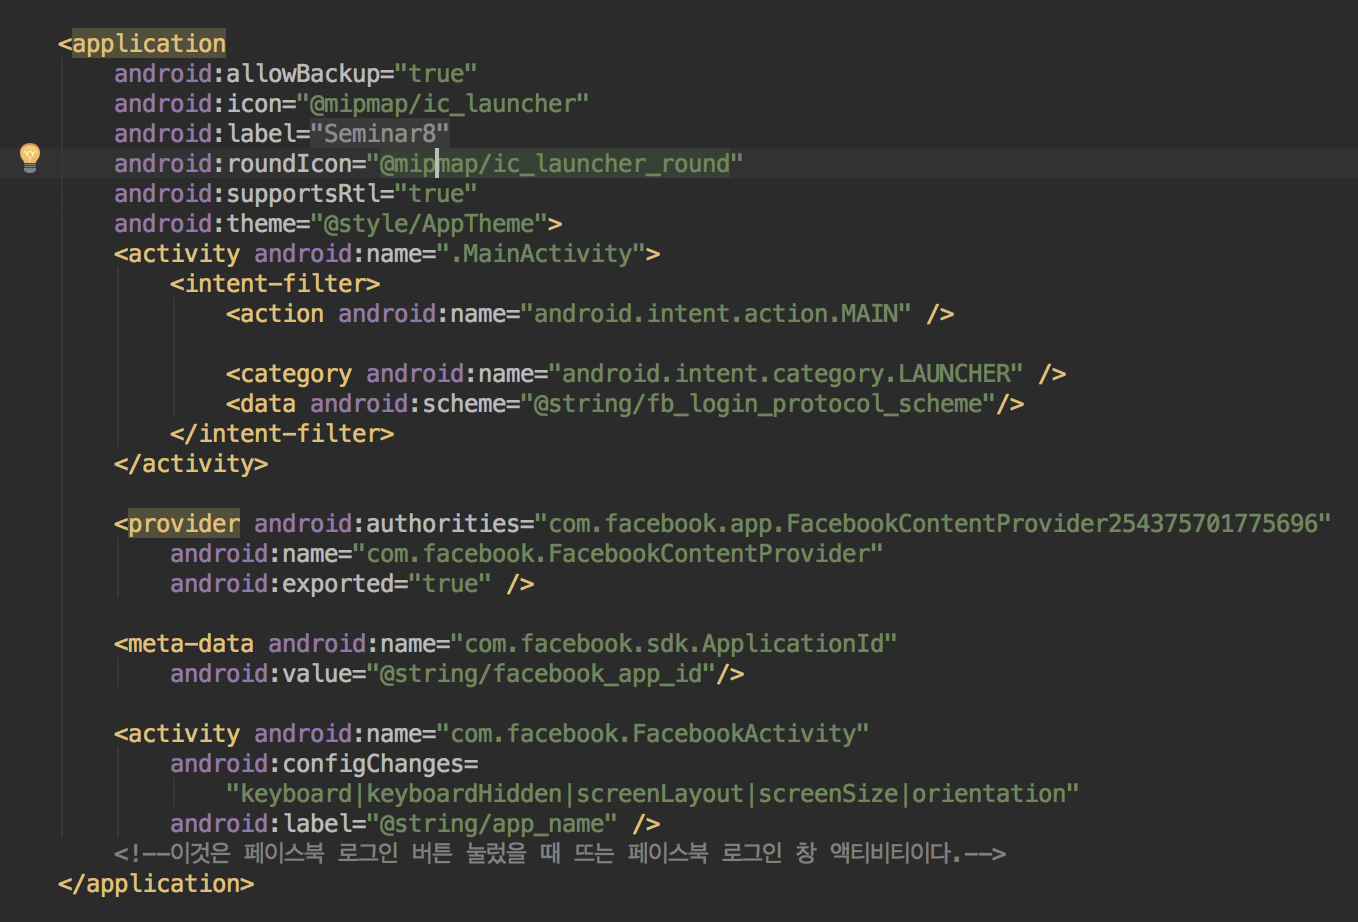 <application
android:allowBackup="true"
android:icon="@mipmap/ic_launcher"
android:label="Seminar8"
android:roundIcon="@mipmap/ic_launcher_round"
android:supportsRtl="true"
android:theme="@style/AppTheme">
<activity android:name=".MainActivity">
<intent-filter>
<action android:name="android.intent.action.MAIN" />
<category android:name="android.intent.category.LAUNCHER" />
<data android:scheme="@string/fb_login_protocol_scheme"/>
</intent-filter>
</activity>
<provider android:authorities="com.facebook.app.FacebookContentProvider254375701775696"
android:name="com.facebook.FacebookContentProvider"
android:exported="true" />
<meta-data android:name="com.facebook.sdk.ApplicationId"
android:value="@string/facebook_app_id"/>
<activity android:name="com.facebook.FacebookActivity"
android:configChanges=
"keyboard|keyboardHidden|screenLayout|screenSize|orientation"
android:label="@string/app_name" />
<!--이것은 페이스북 로그인 버튼 눌렀을 때 뜨는 페이스북 로그인 창 액티비티이다.-->
</application>